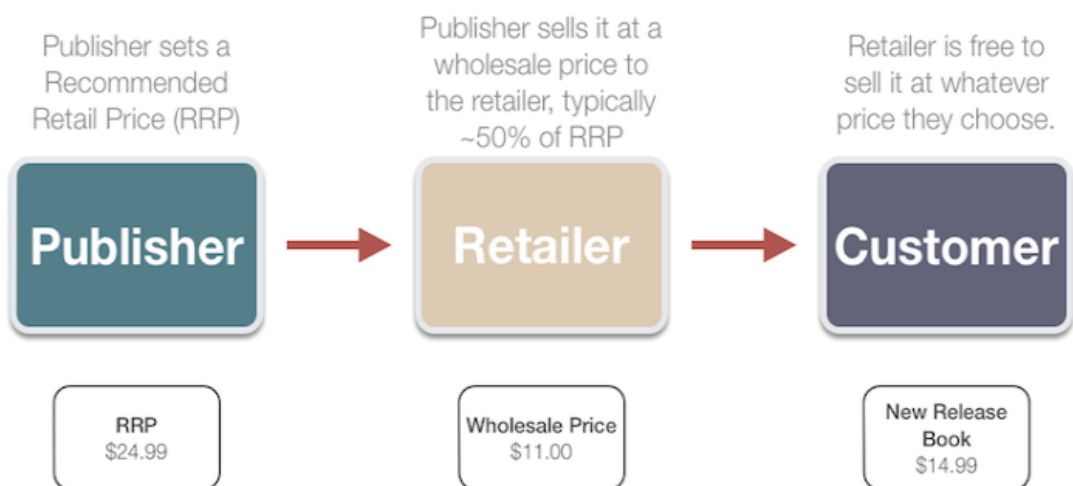 Publisher sets a
Recommended
Retail Price (RRP)
Publisher sells it at a
wholesale price to
the retailer, typically
~50% of RRP
Retailer is free to
sell it at whatever
price they choose.
Publisher
Retailer
Customer
RRP
$24.99
Wholesale Price
$11.00
New Release
Book
$14.99